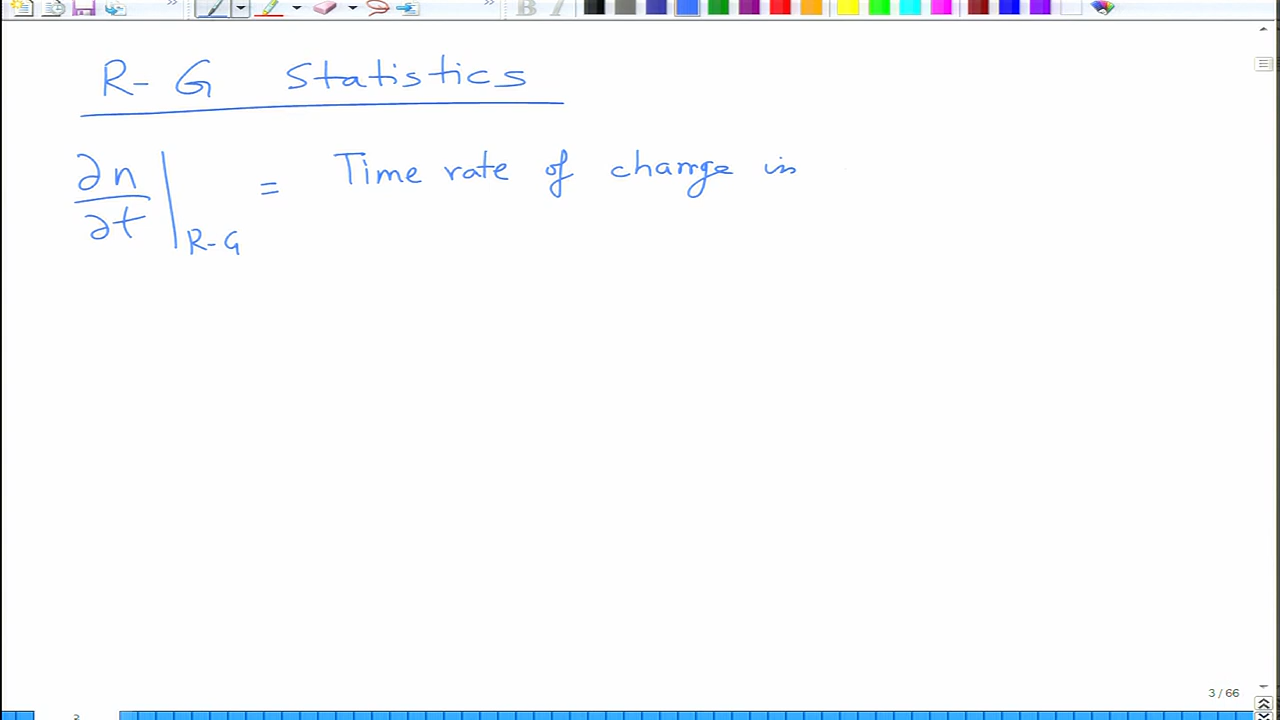 R-G Statistics
∂n/∂t |R-G = Time rate of change in
3 / 66